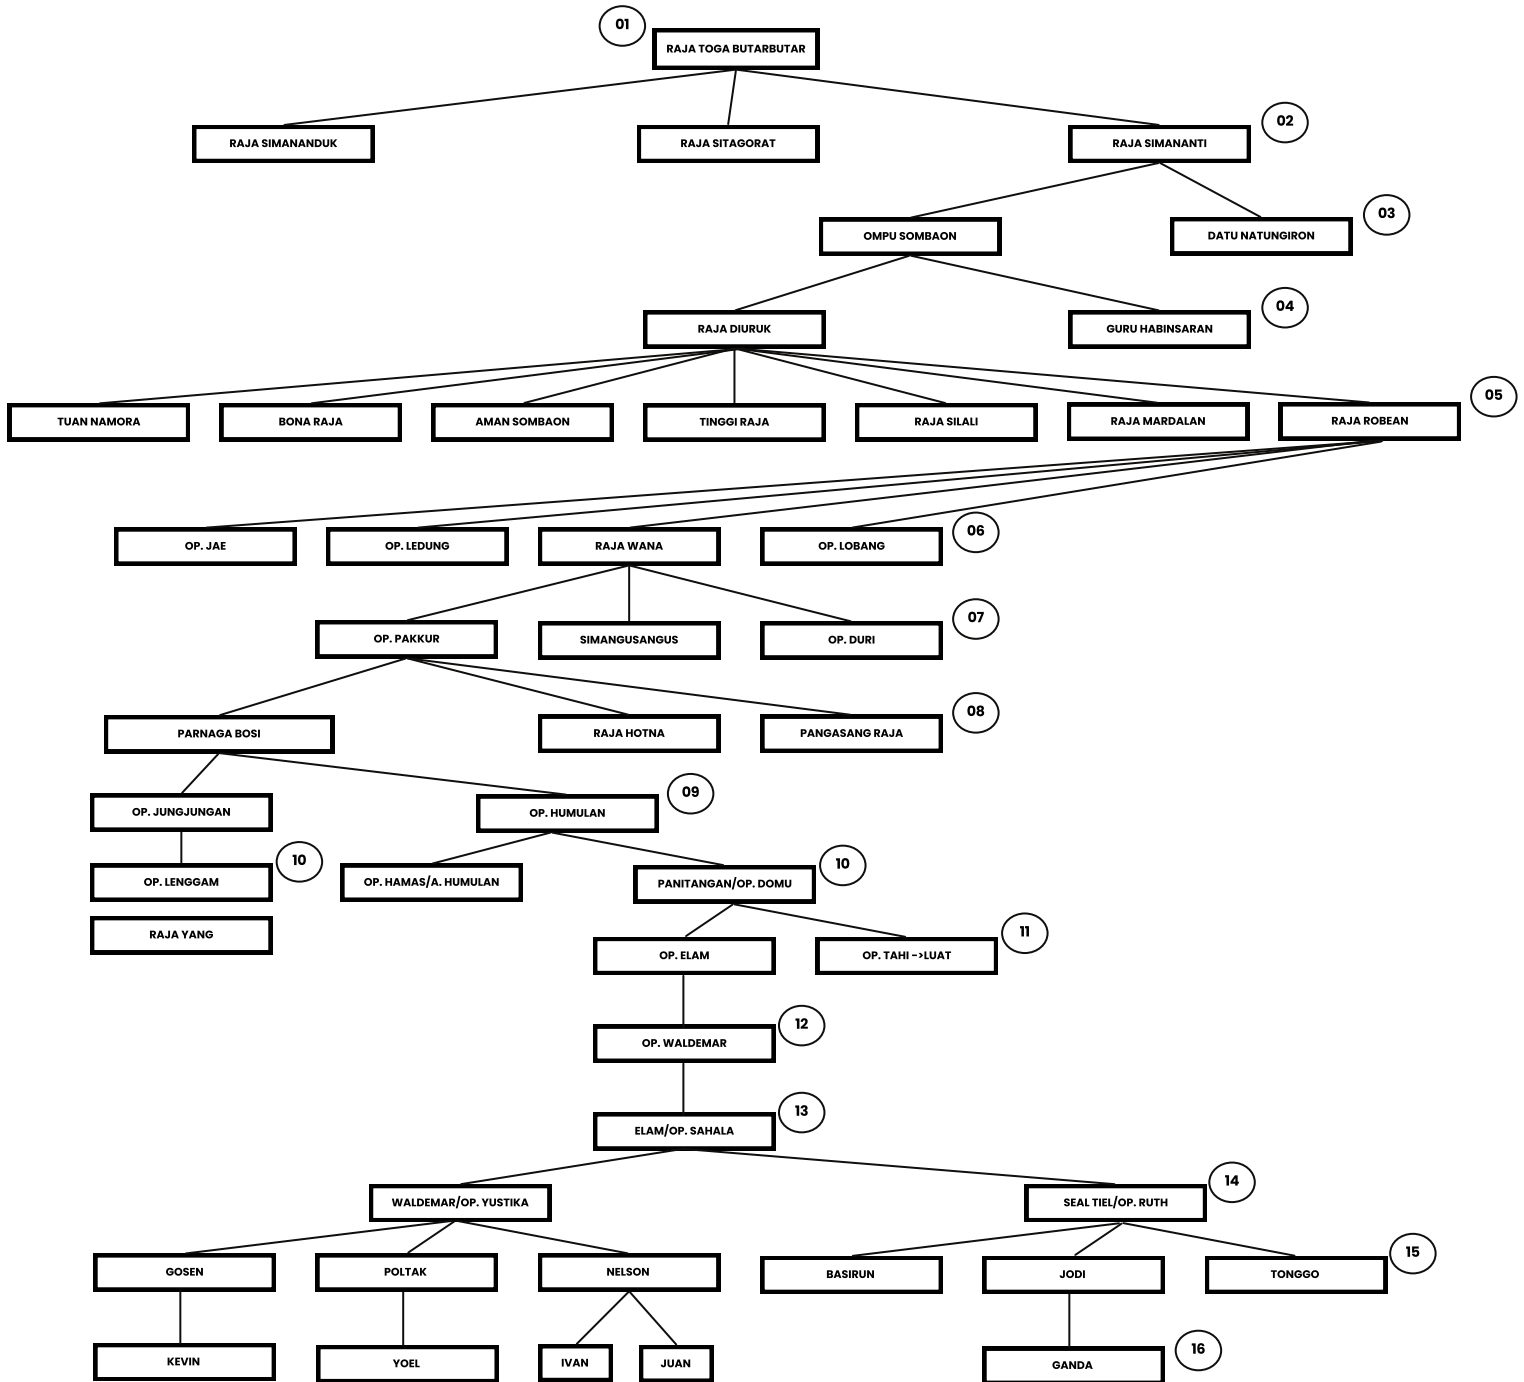 01
RAJA TOGA BUTARBUTAR
RAJA SIMANANDUK
RAJA SITAGORAT
RAJA SIMANANTI
02
OMPU SOMBAON
DATU NATUNGIRON
03
RAJA DIURUK
GURU HABINSARAN
04
TUAN NAMORA
BONA RAJA
AMAN SOMBAON
TINGGI RAJA
RAJA SILALI
RAJA MARDALAN
RAJA ROBEAN
05
OP. JAE
OP. LEDUNG
RAJA WANA
OP. LOBANG
06
OP. PAKKUR
SIMANGUSANGUS
OP. DURI
07
PARNAGA BOSI
RAJA HOTNA
PANGASANG RAJA
08
OP. JUNGJUNGAN
OP. HUMULAN
09
OP. LENGGAM
10
OP. HAMAS/A. HUMULAN
PANITANGAN/OP. DOMU
10
RAJA YANG
OP. ELAM
OP. TAHI ->LUAT
11
OP. WALDEMAR
12
ELAM/OP. SAHALA
13
WALDEMAR/OP. YUSTIKA
SEAL TIEL/OP. RUTH
14
GOSEN
POLTAK
NELSON
BASIRUN
JODI
TONGGO
15
KEVIN
YOEL
IVAN
JUAN
GANDA
16